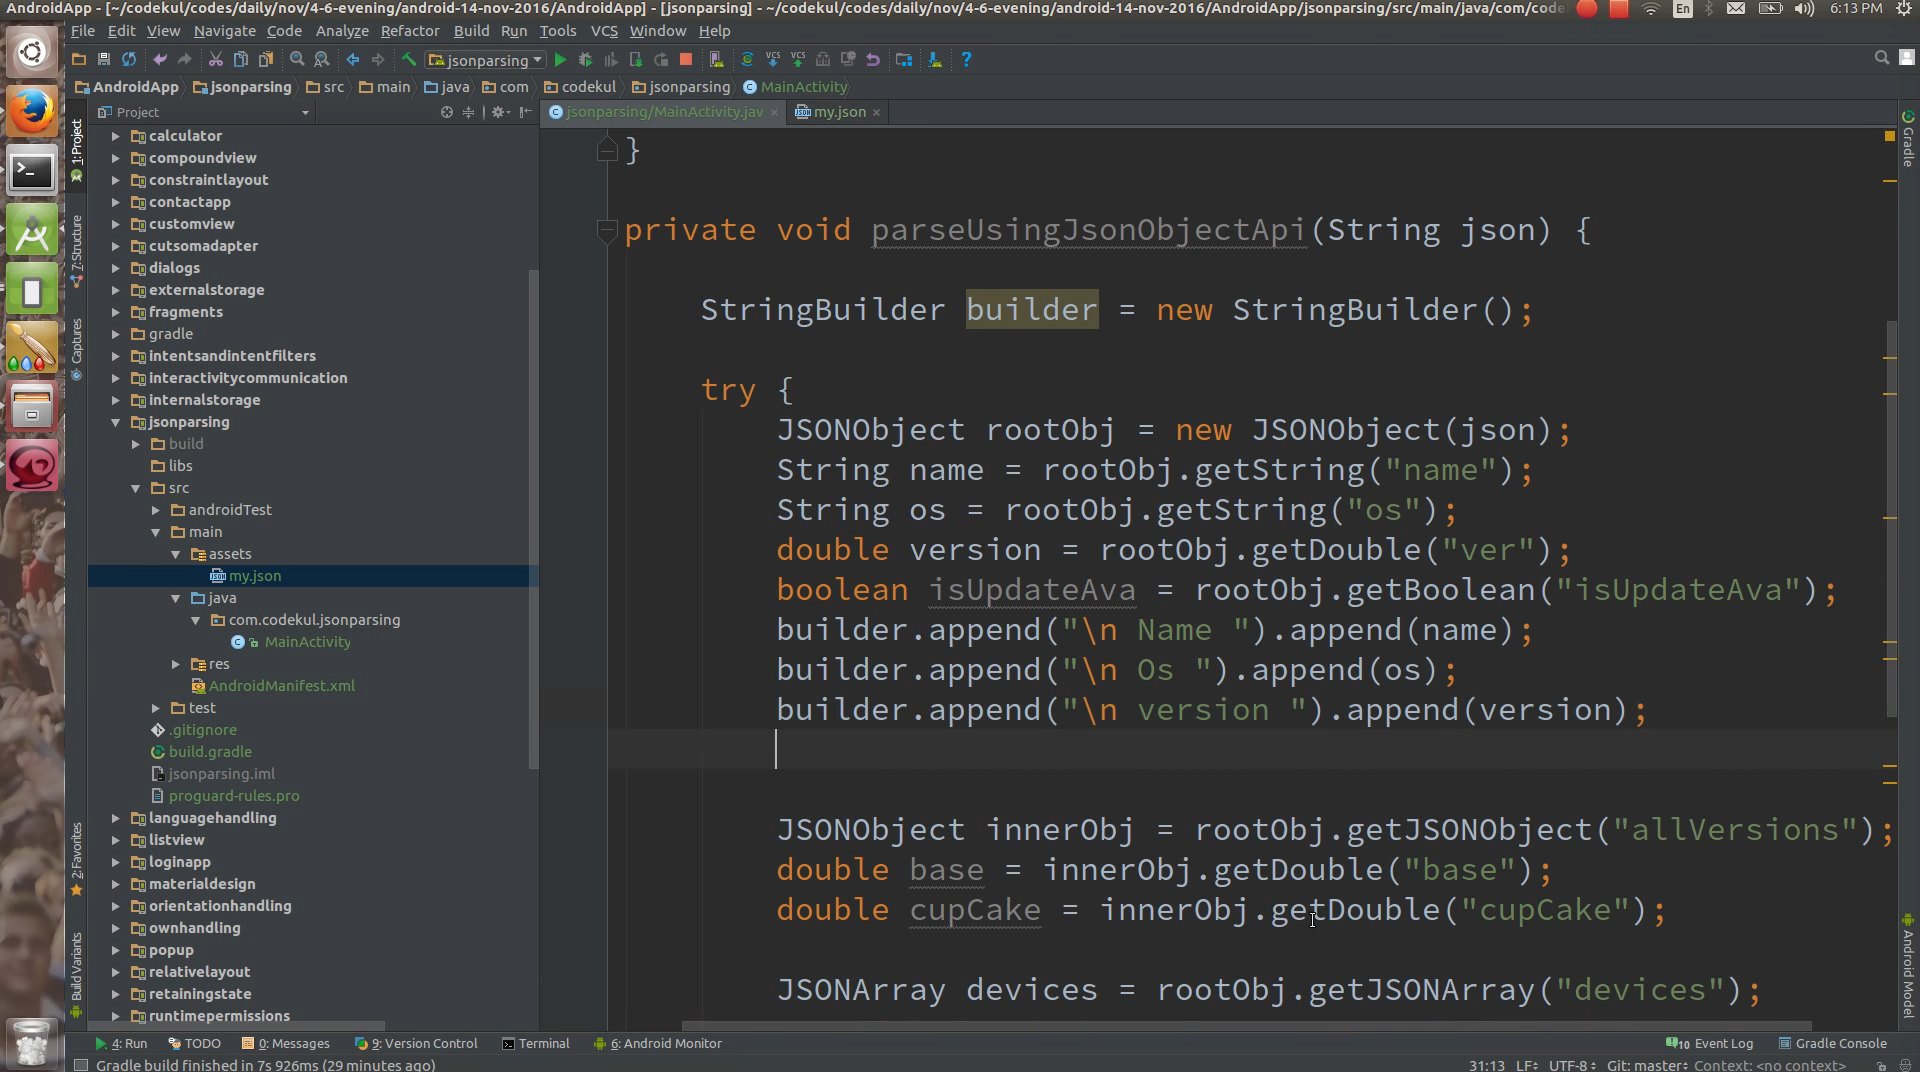 AndroidApp - [~/codekul/codes/daily/nov/4-6-evening/android-14-nov-2016/AndroidApp] - [jsonparsing] - ~/codekul/codes/daily/nov/4-6-evening/android-14-nov-2016/AndroidApp/jsonparsing/src/main/java/com/code
En
6:13 PM
File Edit View Navigate Code Analyze Refactor Build Run Tools VCS Window Help
jsonparsing
VCS VCS
AndroidApp jsonparsing src main java com codekul jsonparsing MainActivity
Project
jsonparsing/MainActivity.jav
my.json
1: Project
7: Structure
Captures
2: Favorites
Build Variants
calculator
compoundview
constraintlayout
contactapp
customview
cutsomadapter
dialogs
externalstorage
fragments
gradle
intentsandintentfilters
interactivitycommunication
internalstorage
jsonparsing
build
libs
src
androidTest
main
assets
my.json
java
com.codekul.jsonparsing
MainActivity
res
AndroidManifest.xml
test
.gitignore
build.gradle
jsonparsing.iml
proguard-rules.pro
languagehandling
listview
loginapp
materialdesign
orientationhandling
ownhandling
popup
relativelayout
retainingstate
runtimepermissions
}
private void parseUsingJsonObjectApi(String json) {
StringBuilder builder = new StringBuilder();
try {
JSONObject rootObj = new JSONObject(json);
String name = rootObj.getString("name");
String os = rootObj.getString("os");
double version = rootObj.getDouble("ver");
boolean isUpdateAva = rootObj.getBoolean("isUpdateAva");
builder.append("\n Name ").append(name);
builder.append("\n Os ").append(os);
builder.append("\n version ").append(version);
JSONObject innerObj = rootObj.getJSONObject("allVersions");
double base = innerObj.getDouble("base");
double cupCake = innerObj.getDouble("cupCake");
JSONArray devices = rootObj.getJSONArray("devices");
Gradle
Android Model
4: Run TODO 0: Messages 9: Version Control Terminal 6: Android Monitor
10 Event Log Gradle Console
Gradle build finished in 7s 926ms (29 minutes ago)
31:13 LF UTF-8 Git: master Context: <no context>